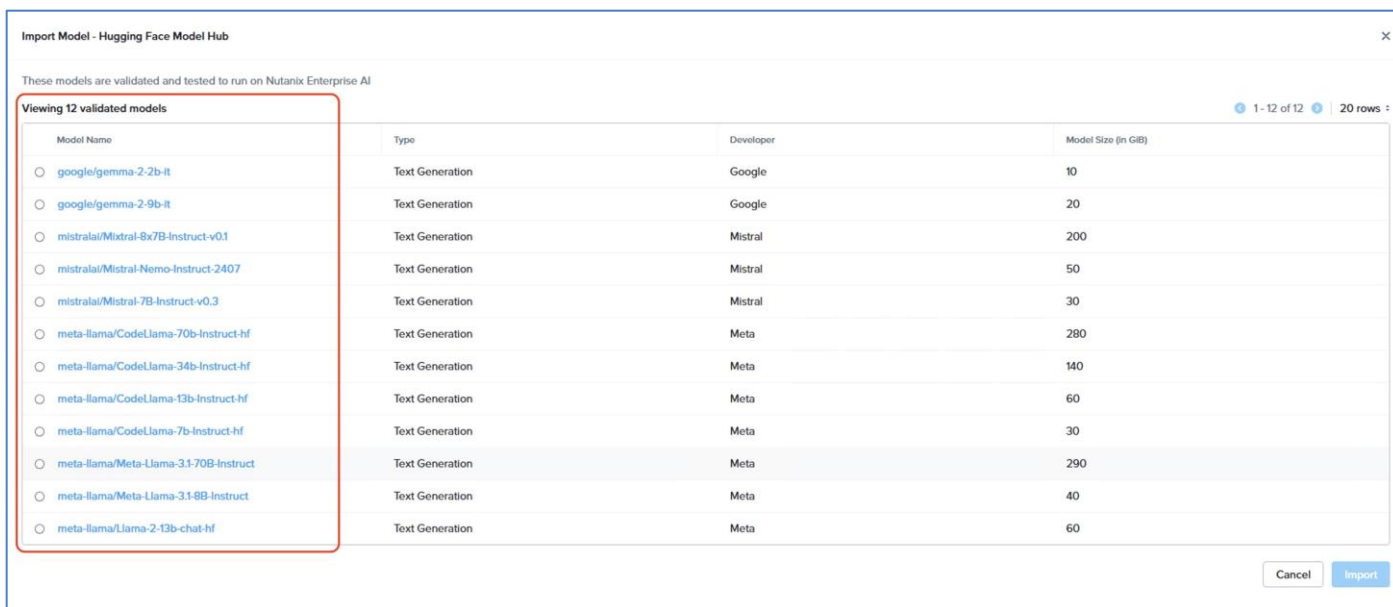 Import Model - Hugging Face Model Hub ×
These models are validated and tested to run on Nutanix Enterprise AI
Viewing 12 validated models 1 - 12 of 12 20 rows
Model Name Type Developer Model Size (in GiB)
google/gemma-2-2b-it Text Generation Google 10
google/gemma-2-9b-it Text Generation Google 20
mistralai/Mixtral-8x7B-Instruct-v0.1 Text Generation Mistral 200
mistralai/Mistral-Nemo-Instruct-2407 Text Generation Mistral 50
mistralai/Mistral-7B-Instruct-v0.3 Text Generation Mistral 30
meta-llama/CodeLlama-70b-Instruct-hf Text Generation Meta 280
meta-llama/CodeLlama-34b-Instruct-hf Text Generation Meta 140
meta-llama/CodeLlama-13b-Instruct-hf Text Generation Meta 60
meta-llama/CodeLlama-7b-Instruct-hf Text Generation Meta 30
meta-llama/Meta-Llama-3.1-70B-Instruct Text Generation Meta 290
meta-llama/Meta-Llama-3.1-8B-Instruct Text Generation Meta 40
meta-llama/Llama-2-13b-chat-hf Text Generation Meta 60
Cancel Import